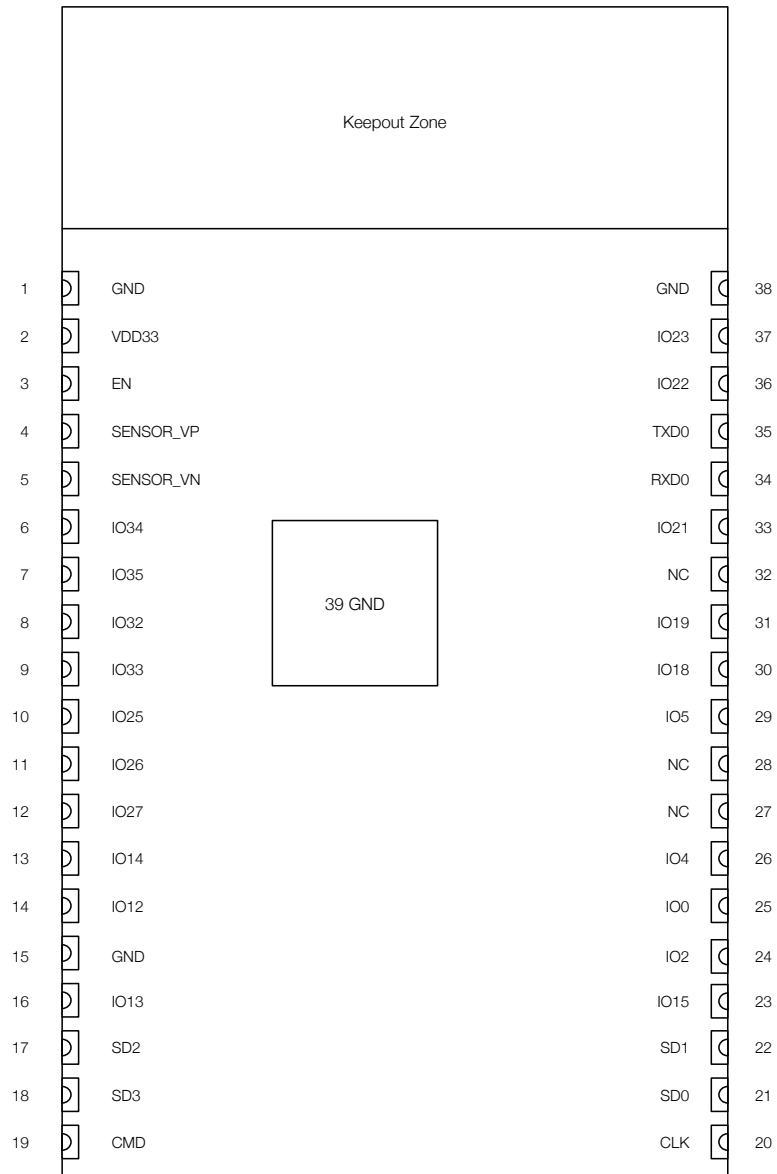 Keepout Zone
1 GND GND 38
2 VDD33 IO23 37
3 EN IO22 36
4 SENSOR_VP TXD0 35
5 SENSOR_VN RXD0 34
6 IO34 IO21 33
7 IO35 NC 32
39 GND
8 IO32 IO19 31
9 IO33 IO18 30
10 IO25 IO5 29
11 IO26 NC 28
12 IO27 NC 27
13 IO14 IO4 26
14 IO12 IO0 25
15 GND IO2 24
16 IO13 IO15 23
17 SD2 SD1 22
18 SD3 SD0 21
19 CMD CLK 20